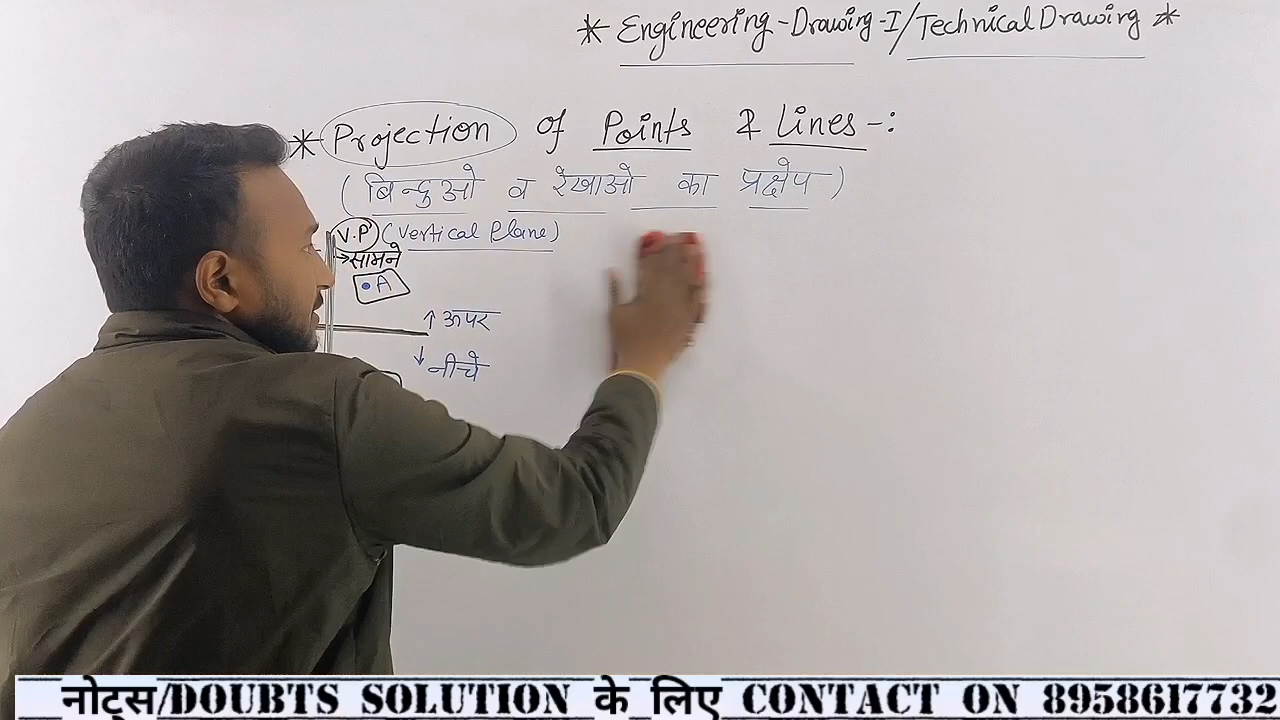 * Engineering-Drawing-I/Technical Drawing *
* Projection of Points & Lines -:
(बिन्दुओ व रेखाओ का प्रक्षेप)
V.P (Vertical Plane)
→सामने
•A
↑ ऊपर
↓ नीचे
नोट्स/DOUBTS SOLUTION के लिए CONTACT ON 8958617732